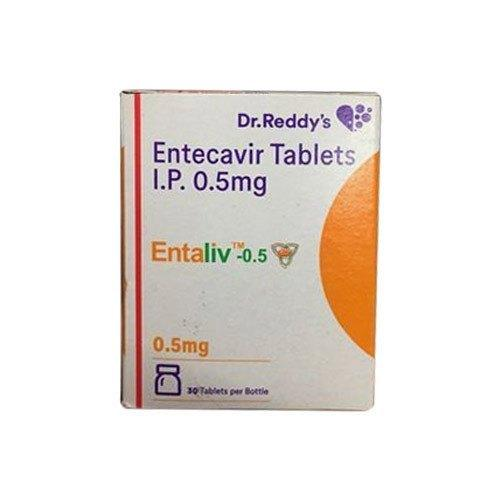 Dr.Reddy's
Entecavir Tablets
I.P. 0.5mg
Entaliv™-0.5
0.5mg
30 Tablets per Bottle